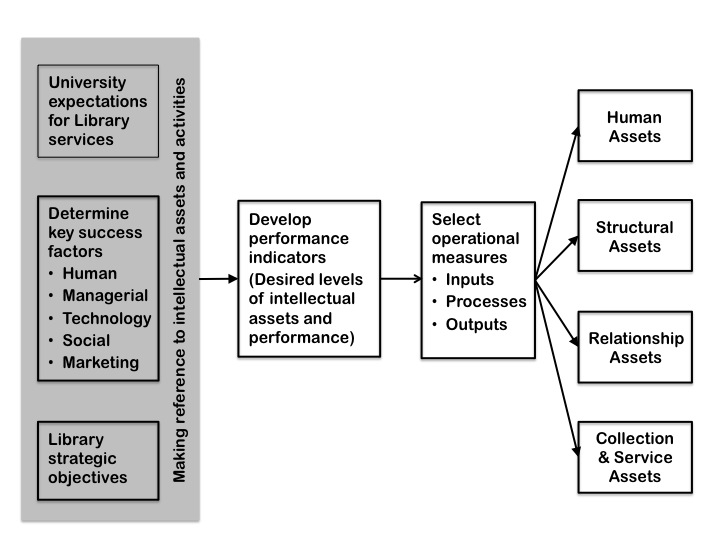 University
expectations
for Library
services
Determine
key success
factors
• Human
• Managerial
• Technology
• Social
• Marketing
Library
strategic
objectives
Making reference to intellectual assets and activities
Develop
performance
indicators
(Desired levels
of intellectual
assets and
performance)
Select
operational
measures
• Inputs
• Processes
• Outputs
Human
Assets
Structural
Assets
Relationship
Assets
Collection
& Service
Assets